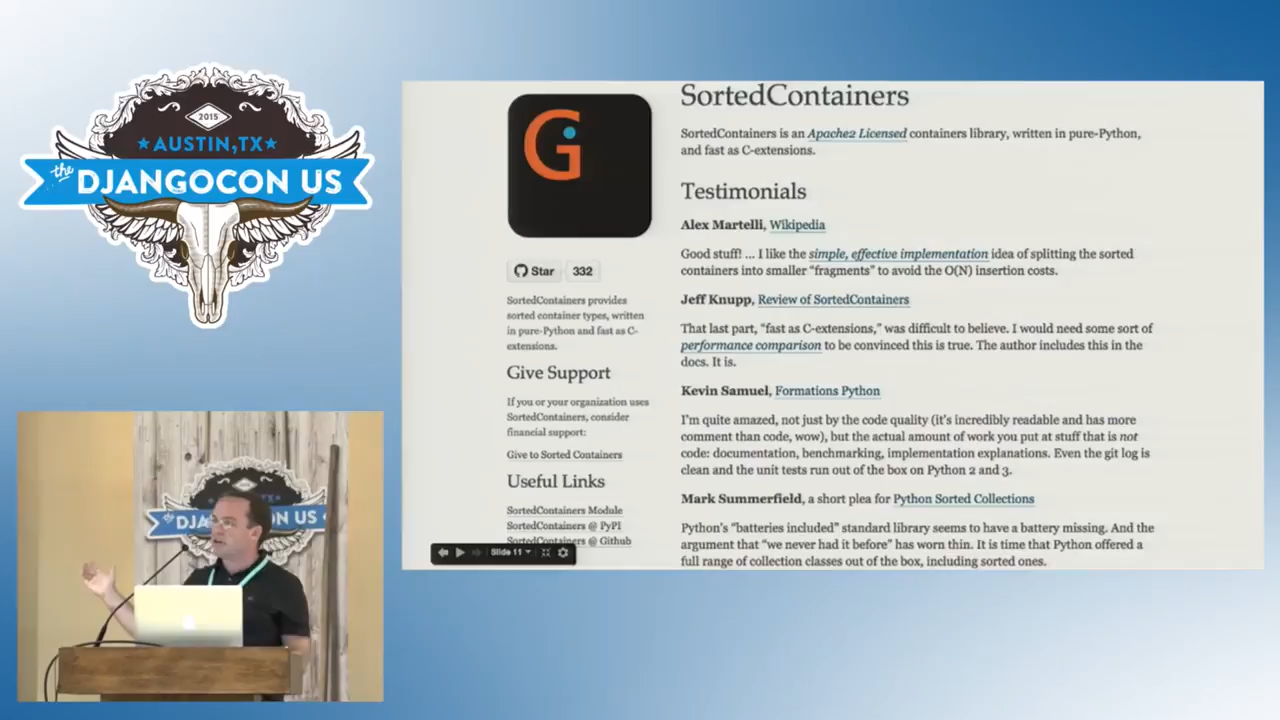 2015
AUSTIN, TX
the
DJANGOCON US
SortedContainers
SortedContainers is an Apache2 Licensed containers library, written in pure-Python,
and fast as C-extensions.
Testimonials
Alex Martelli, Wikipedia
Good stuff! ... I like the simple, effective implementation idea of splitting the sorted
containers into smaller “fragments” to avoid the O(N) insertion costs.
Jeff Knupp, Review of SortedContainers
That last part, “fast as C-extensions,” was difficult to believe. I would need some sort of
performance comparison to be convinced this is true. The author includes this in the
docs. It is.
Kevin Samuel, Formations Python
I’m quite amazed, not just by the code quality (it’s incredibly readable and has more
comment than code, wow), but the actual amount of work you put at stuff that is not
code: documentation, benchmarking, implementation explanations. Even the git log is
clean and the unit tests run out of the box on Python 2 and 3.
Mark Summerfield, a short plea for Python Sorted Collections
Python’s “batteries included” standard library seems to have a battery missing. And the
argument that “we never had it before” has worn thin. It is time that Python offered a
full range of collection classes out of the box, including sorted ones.
G
Star 332
SortedContainers provides
sorted container types, written
in pure-Python and fast as C-
extensions.
Give Support
If you or your organization uses
SortedContainers, consider
financial support:
Give to Sorted Containers
Useful Links
SortedContainers Module
SortedContainers @ PyPI
SortedContainers @ Github
Slide 11